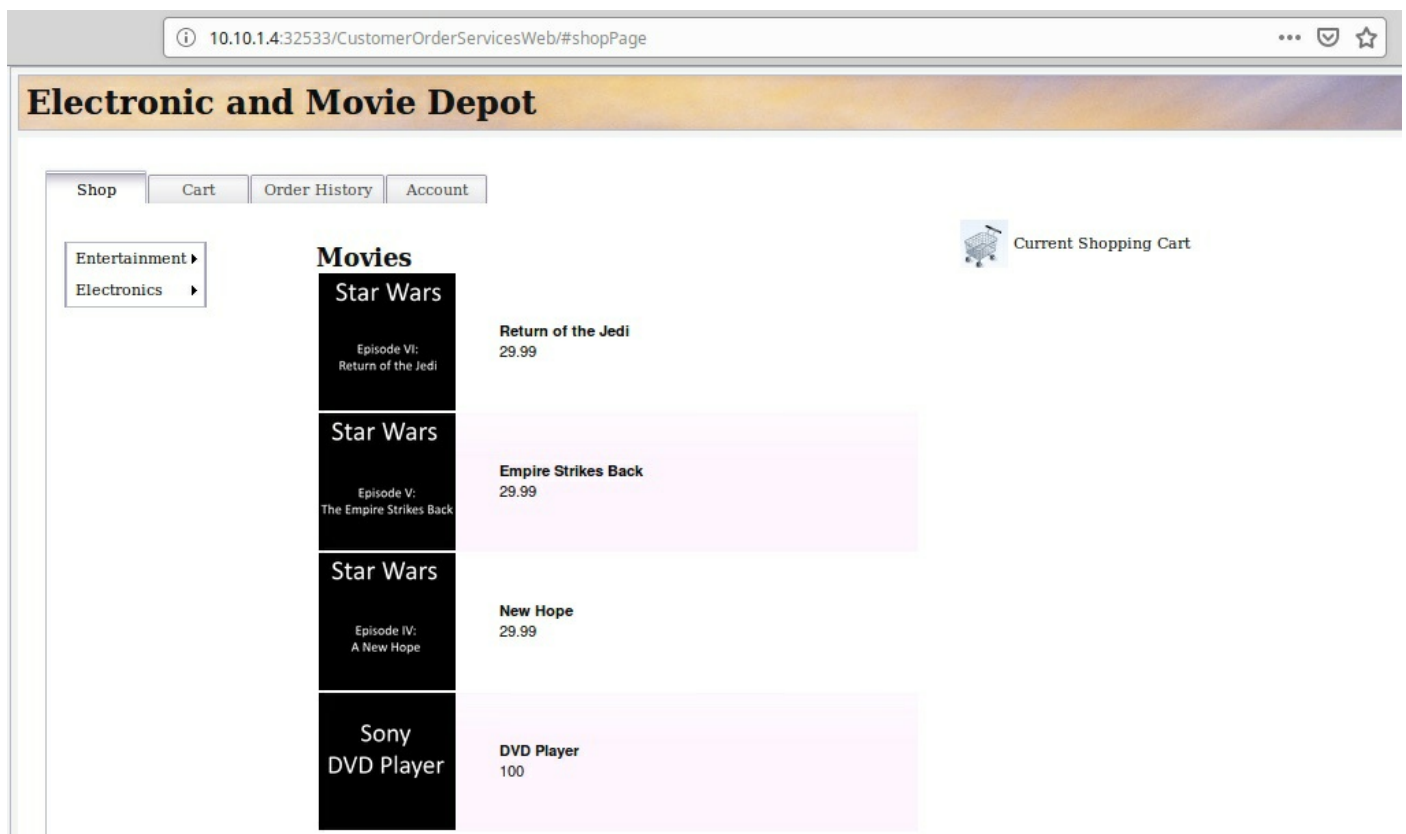 10.10.1.4:32533/CustomerOrderServicesWeb/#shopPage
Electronic and Movie Depot
Shop Cart Order History Account
Entertainment
Electronics
Movies
Star Wars
Episode VI:
Return of the Jedi
Return of the Jedi
29.99
Star Wars
Episode V:
The Empire Strikes Back
Empire Strikes Back
29.99
Star Wars
Episode IV:
A New Hope
New Hope
29.99
Sony
DVD Player
DVD Player
100
Current Shopping Cart